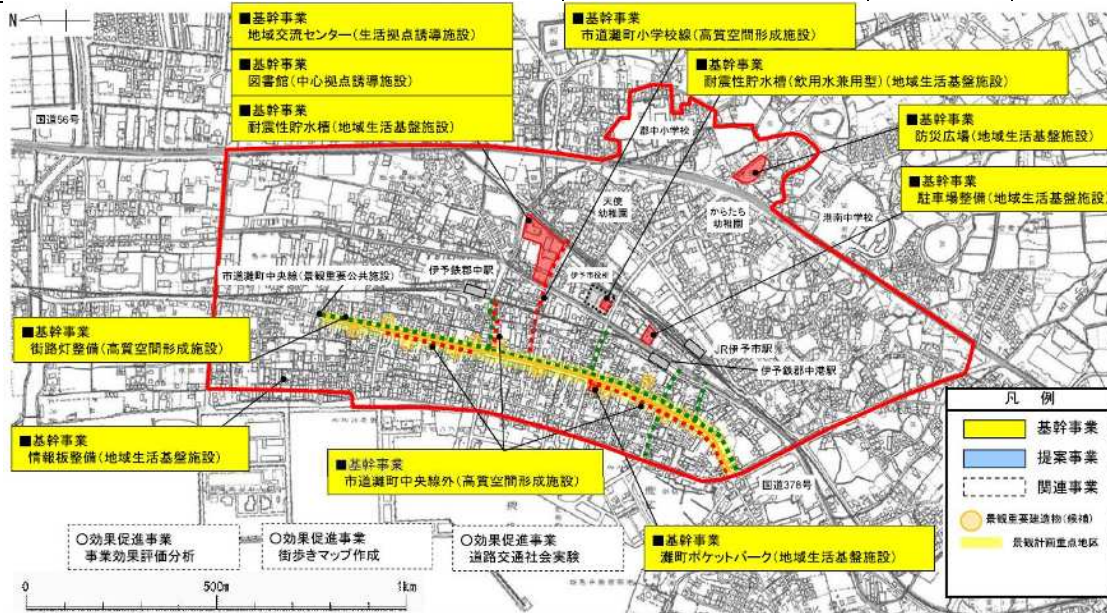 N
■基幹事業
地域交流センター(生活拠点誘導施設)
■基幹事業
図書館(中心拠点誘導施設)
■基幹事業
耐震性貯水槽(地域生活基盤施設)
■基幹事業
市道灘町小学校線(高質空間形成施設)
■基幹事業
耐震性貯水槽(飲用水兼用型)(地域生活基盤施設)
■基幹事業
防災広場(地域生活基盤施設)
■基幹事業
駐車場整備(地域生活基盤施設)
国道56号
郡中小学校
天使
幼稚園
からたち
幼稚園
港南中学校
市道灘町中央線(景観重要公共施設)
伊予鉄郡中駅
伊予市役所
JR伊予市駅
伊予鉄郡中港駅
■基幹事業
街路灯整備(高質空間形成施設)
■基幹事業
情報板整備(地域生活基盤施設)
■基幹事業
市道灘町中央線外(高質空間形成施設)
国道378号
■基幹事業
灘町ポケットパーク(地域生活基盤施設)
○効果促進事業
事業効果評価分析
○効果促進事業
街歩きマップ作成
○効果促進事業
道路交通社会実験
凡 例
基幹事業
提案事業
関連事業
景観重要建造物(候補)
景観計画重点地区
0 500m 1km